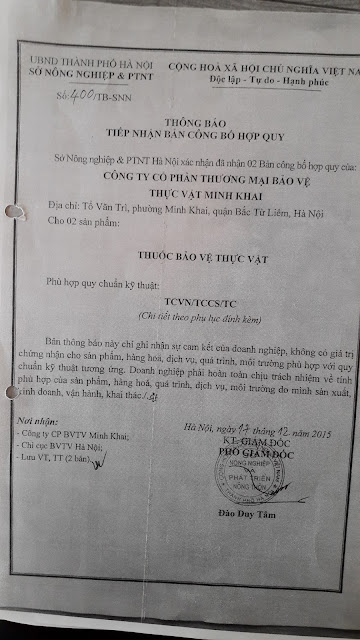 UBND THÀNH PHỐ HÀ NỘI
SỞ NÔNG NGHIỆP & PTNT
CỘNG HOÀ XÃ HỘI CHỦ NGHĨA VIỆT NA
Độc lập - Tự do - Hạnh phúc
Số: 400/TB-SNN
THÔNG BÁO
TIẾP NHẬN BẢN CÔNG BỐ HỢP QUY
Sở Nông nghiệp & PTNT Hà Nội xác nhận đã nhận 02 Bản công bố hợp quy của:
CÔNG TY CỔ PHẦN THƯƠNG MẠI BẢO VỆ
THỰC VẬT MINH KHAI
Địa chỉ: Tổ Văn Trì, phường Minh Khai, quận Bắc Từ Liêm, Hà Nội
Cho 02 sản phẩm:
THUỐC BẢO VỆ THỰC VẬT
Phù hợp quy chuẩn kỹ thuật:
TCVN/TCCS/TC
(Chi tiết theo phụ lục đính kèm)
Bản thông báo này chỉ ghi nhận sự cam kết của doanh nghiệp, không có giá trị
chứng nhận cho sản phẩm, hàng hoá, dịch vụ, quá trình, môi trường phù hợp với quy
chuẩn kỹ thuật tương ứng. Doanh nghiệp phải hoàn toàn chịu trách nhiệm về tính
phù hợp của sản phẩm, hàng hoá, quá trình, dịch vụ, môi trường do mình sản xuất,
kinh doanh, vận hành, khai thác./.
Hà Nội, ngày 17 tháng 12 năm 2015
Nơi nhận:
- Công ty CP BVTV Minh Khai;
- Chi cục BVTV Hà Nội;
- Lưu VT, TT (2 bản).
KT. GIÁM ĐỐC
PHÓ GIÁM ĐỐC
NÔNG NGHIỆP
VÀ
PHÁT TRIỂN
NÔNG THÔN
Đào Duy Tâm